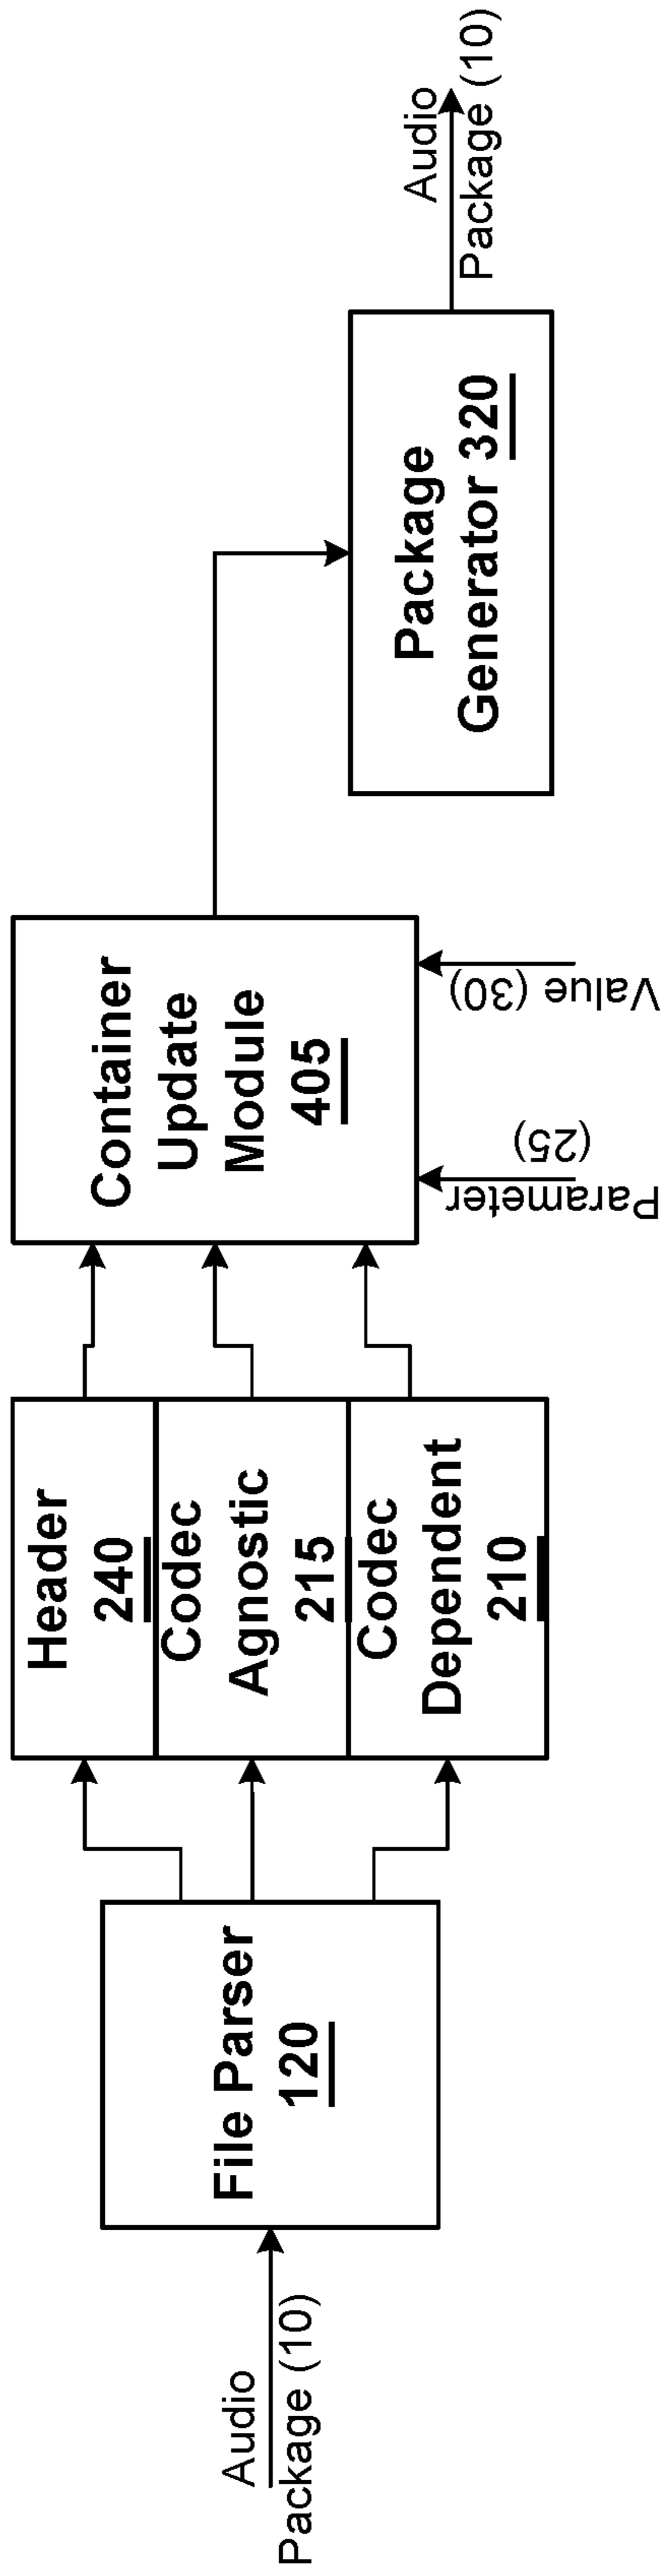 Audio
Package (10)
File Parser
120
Header
240
Codec
Agnostic
215
Codec
Dependent
210
Container
Update
Module
405
Parameter
(25)
Value (30)
Package
Generator 320
Audio
Package (10)